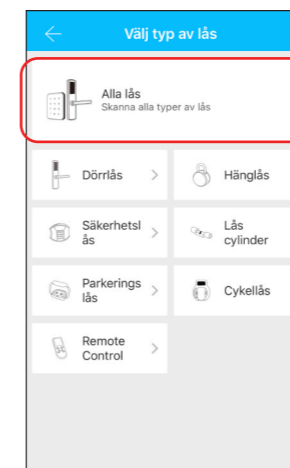 Välj typ av lås
Alla lås
Skanna alla typer av lås
Dörrlås
Hänglås
Säkerhetsl
ås
Lås
cylinder
Parkerings
lås
Cykellås
Remote
Control